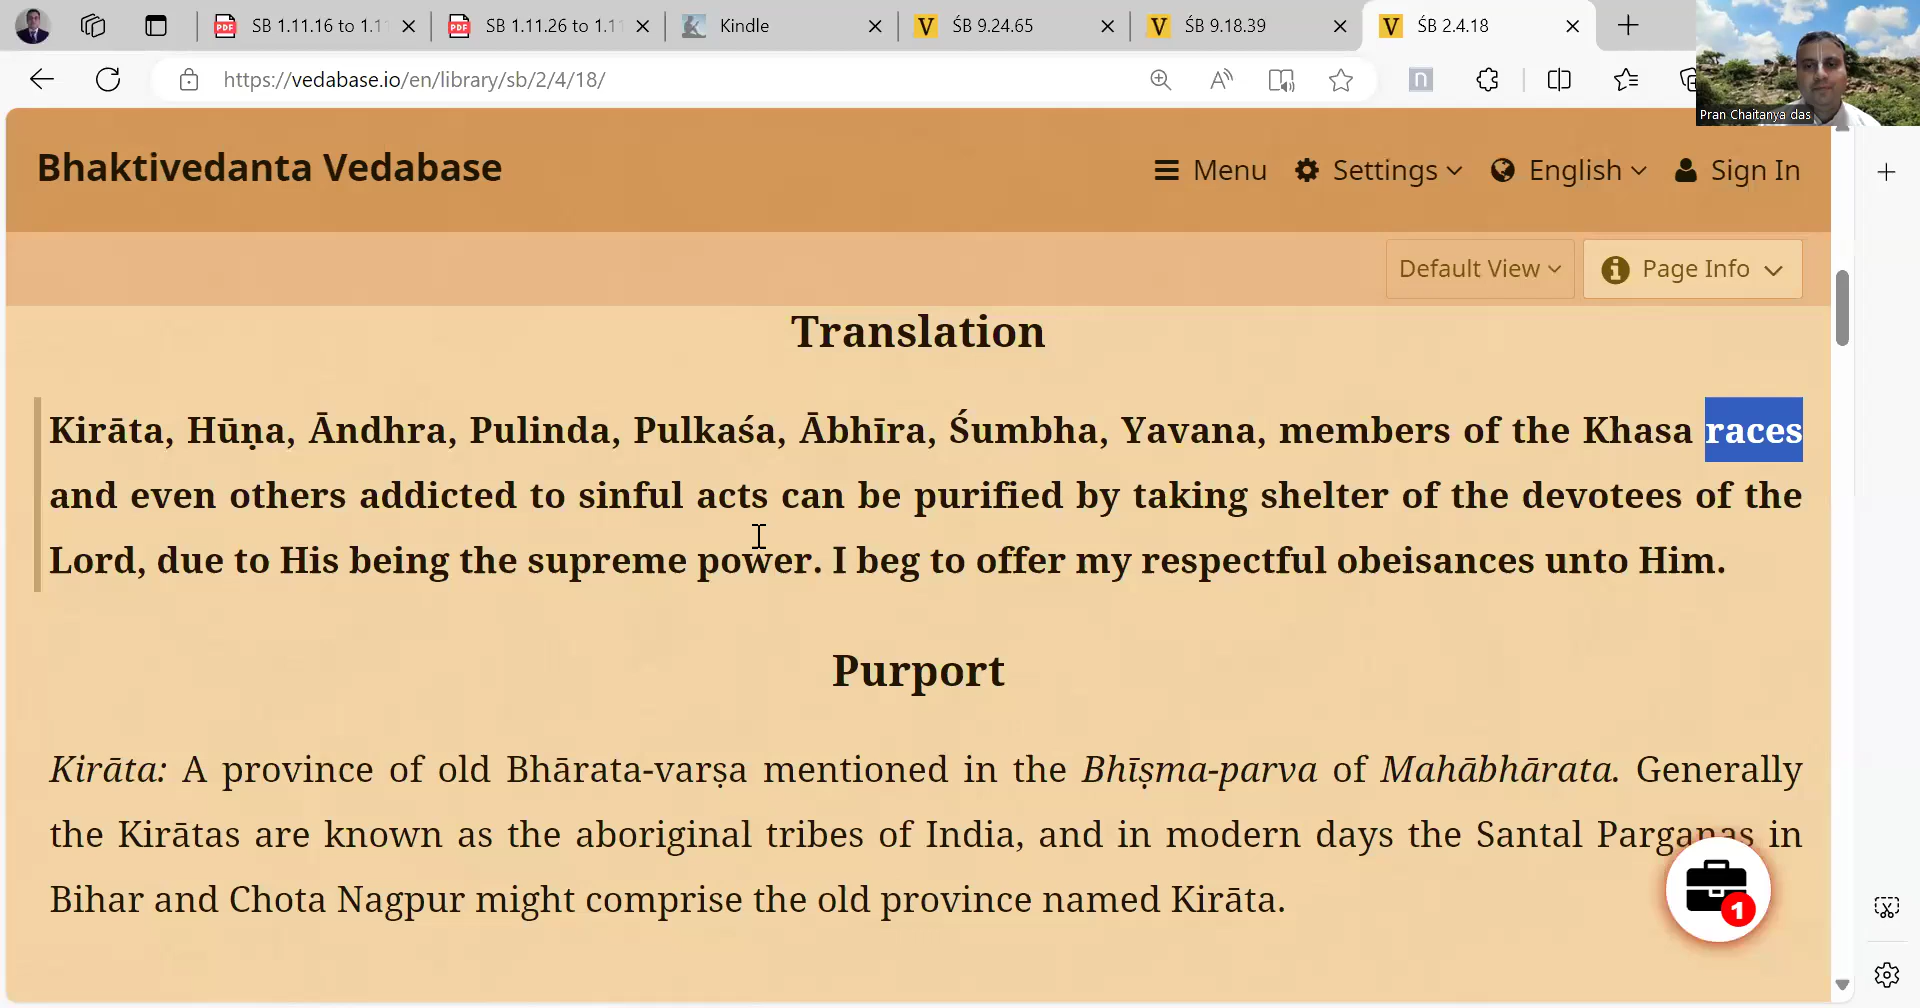 SB 1.11.16 to 1.1
SB 1.11.26 to 1.11
Kindle
ŚB 9.24.65
ŚB 9.18.39
ŚB 2.4.18
https://vedabase.io/en/library/sb/2/4/18/
Pran Chaitanya das
Bhaktivedanta Vedabase
Menu
Settings
English
Sign In
Default View
Page Info
Translation
Kirāta, Hūṇa, Āndhra, Pulinda, Pulkaśa, Ābhīra, Śumbha, Yavana, members of the Khasa races
and even others addicted to sinful acts can be purified by taking shelter of the devotees of the
Lord, due to His being the supreme power. I beg to offer my respectful obeisances unto Him.
Purport
Kirāta: A province of old Bhārata-varṣa mentioned in the Bhīṣma-parva of Mahābhārata. Generally
the Kirātas are known as the aboriginal tribes of India, and in modern days the Santal Parganas in
Bihar and Chota Nagpur might comprise the old province named Kirāta.
1